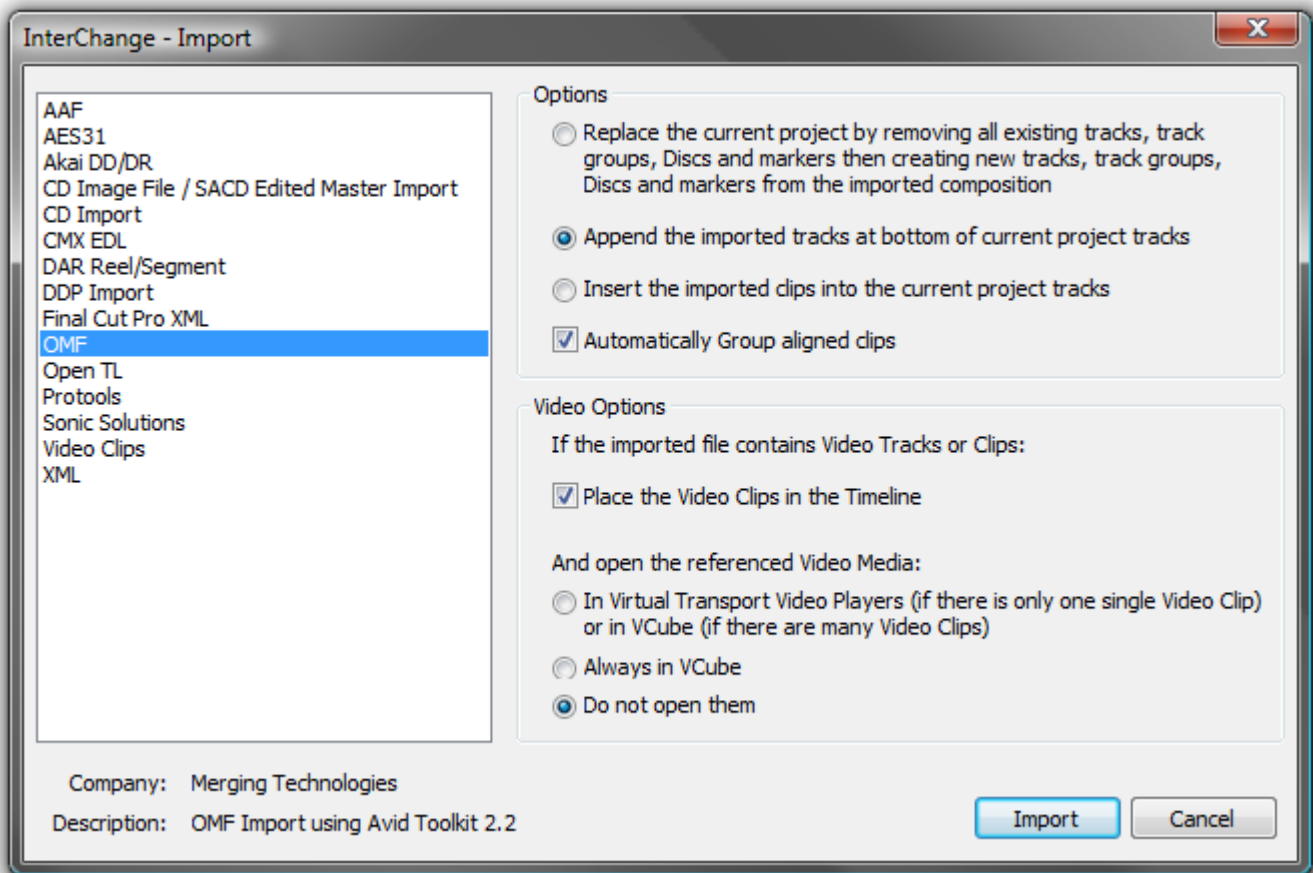 InterChange - Import
AAF
AES31
Akai DD/DR
CD Image File / SACD Edited Master Import
CD Import
CMX EDL
DAR Reel/Segment
DDP Import
Final Cut Pro XML
OMF
Open TL
Protools
Sonic Solutions
Video Clips
XML
Options
Replace the current project by removing all existing tracks, track
groups, Discs and markers then creating new tracks, track groups,
Discs and markers from the imported composition
Append the imported tracks at bottom of current project tracks
Insert the imported clips into the current project tracks
Automatically Group aligned clips
Video Options
If the imported file contains Video Tracks or Clips:
Place the Video Clips in the Timeline
And open the referenced Video Media:
In Virtual Transport Video Players (if there is only one single Video Clip)
or in VCube (if there are many Video Clips)
Always in VCube
Do not open them
Company: Merging Technologies
Description: OMF Import using Avid Toolkit 2.2
Import
Cancel